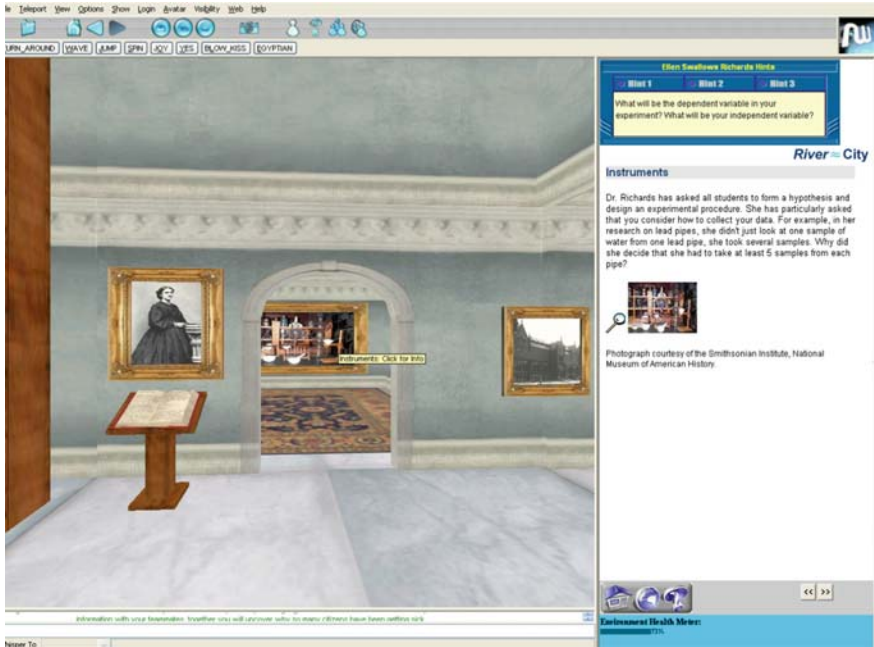 Teleport View Options Show Login Avatar Visibility Web Help
TURN_AROUND WAVE JUMP SPIN JOY YES BLOW_KISS EGYPTIAN
Ellen Swallows Richards Hints
Hint 1 Hint 2 Hint 3
What will be the dependent variable in your
experiment? What will be your independent variable?
River City
Instruments
Dr. Richards has asked all students to form a hypothesis and
design an experimental procedure. She has particularly asked
that you consider how to collect your data. For example, in her
research on lead pipes, she didn't just look at one sample of
water from one lead pipe, she took several samples. Why did
she decide that she had to take at least 5 samples from each
pipe?
Instruments: Click for Info
Photograph courtesy of the Smithsonian Institute, National
Museum of American History.
<< >>
information with your teammates. Together you will uncover why so many citizens have been getting sick
Environment Health Meter:
Whisper To